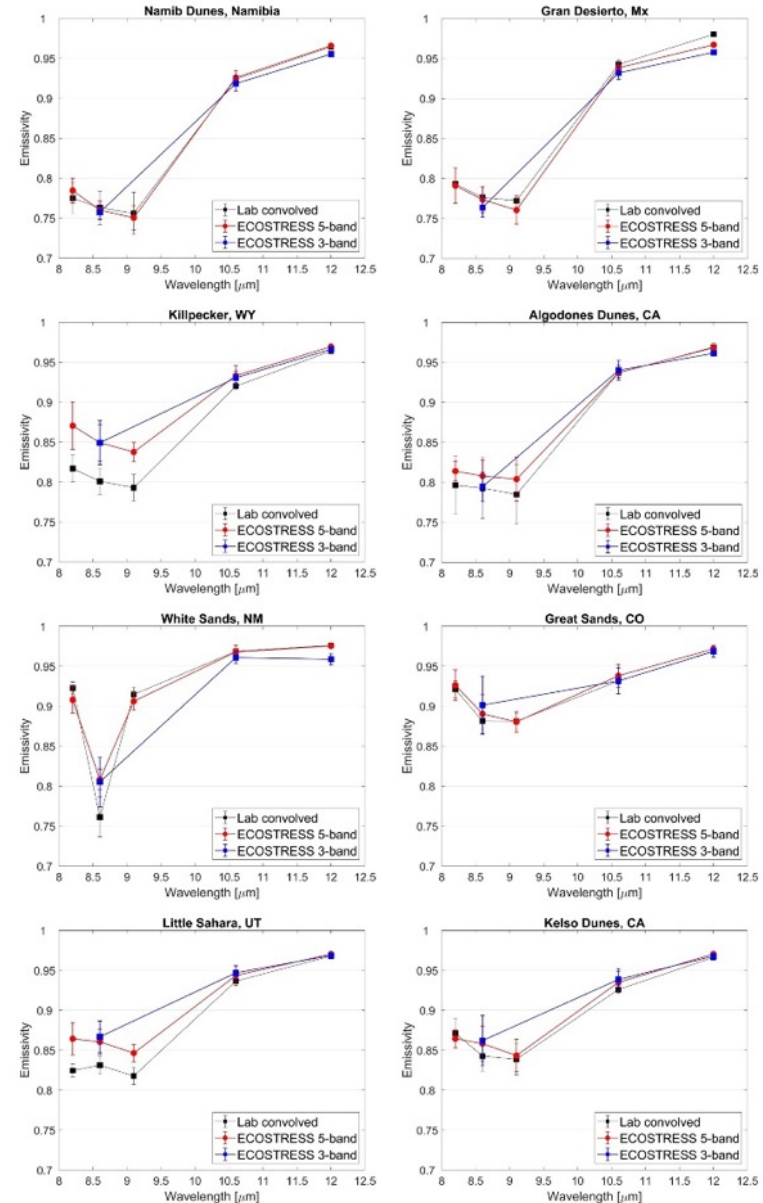 Namib Dunes, Namibia
1
0.95
0.9
0.85
0.8
0.75
0.7
Emissivity
Lab convolved
ECOSTRESS 5-band
ECOSTRESS 3-band
8 8.5 9 9.5 10 10.5 11 11.5 12 12.5
Wavelength [μm]
Gran Desierto, Mx
1
0.95
0.9
0.85
0.8
0.75
0.7
Emissivity
Lab convolved
ECOSTRESS 5-band
ECOSTRESS 3-band
8 8.5 9 9.5 10 10.5 11 11.5 12 12.5
Wavelength [μm]
Killpecker, WY
1
0.95
0.9
0.85
0.8
0.75
0.7
Emissivity
Lab convolved
ECOSTRESS 5-band
ECOSTRESS 3-band
8 8.5 9 9.5 10 10.5 11 11.5 12 12.5
Wavelength [μm]
Algodones Dunes, CA
1
0.95
0.9
0.85
0.8
0.75
0.7
Emissivity
Lab convolved
ECOSTRESS 5-band
ECOSTRESS 3-band
8 8.5 9 9.5 10 10.5 11 11.5 12 12.5
Wavelength [μm]
White Sands, NM
1
0.95
0.9
0.85
0.8
0.75
0.7
Emissivity
Lab convolved
ECOSTRESS 5-band
ECOSTRESS 3-band
8 8.5 9 9.5 10 10.5 11 11.5 12 12.5
Wavelength [μm]
Great Sands, CO
1
0.95
0.9
0.85
0.8
0.75
0.7
Emissivity
Lab convolved
ECOSTRESS 5-band
ECOSTRESS 3-band
8 8.5 9 9.5 10 10.5 11 11.5 12 12.5
Wavelength [μm]
Little Sahara, UT
1
0.95
0.9
0.85
0.8
0.75
0.7
Emissivity
Lab convolved
ECOSTRESS 5-band
ECOSTRESS 3-band
8 8.5 9 9.5 10 10.5 11 11.5 12 12.5
Wavelength [μm]
Kelso Dunes, CA
1
0.95
0.9
0.85
0.8
0.75
0.7
Emissivity
Lab convolved
ECOSTRESS 5-band
ECOSTRESS 3-band
8 8.5 9 9.5 10 10.5 11 11.5 12 12.5
Wavelength [μm]